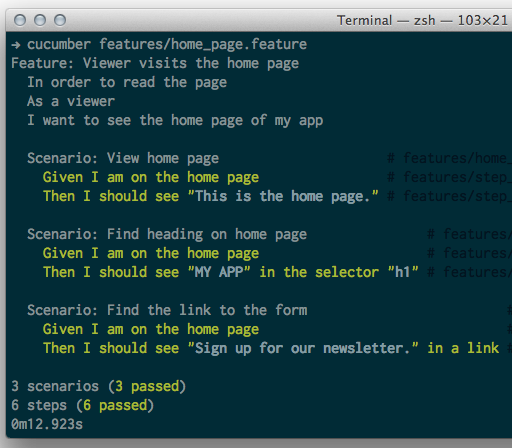 Terminal — zsh — 103×21
→ cucumber features/home_page.feature
Feature: Viewer visits the home page
In order to read the page
As a viewer
I want to see the home page of my app
Scenario: View home page # features/home_
Given I am on the home page # features/step_
Then I should see "This is the home page." # features/step_
Scenario: Find heading on home page # features/
Given I am on the home page # features/
Then I should see "MY APP" in the selector "h1" # features/
Scenario: Find the link to the form #
Given I am on the home page #
Then I should see "Sign up for our newsletter." in a link #
3 scenarios (3 passed)
6 steps (6 passed)
0m12.923s